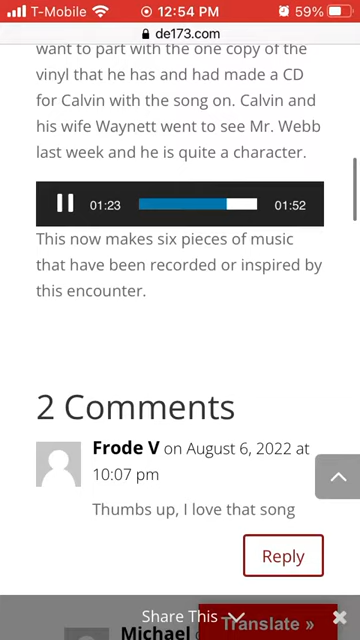 T-Mobile 12:54 PM 59%
de173.com
want to part with the one copy of the
vinyl that he has and had made a CD
for Calvin with the song on. Calvin and
his wife Waynett went to see Mr. Webb
last week and he is quite a character.
01:23 01:52
This now makes six pieces of music
that have been recorded or inspired by
this encounter.
2 Comments
Frode V on August 6, 2022 at
10:07 pm
Thumbs up, I love that song
Reply
Share This
Translate »
Michael